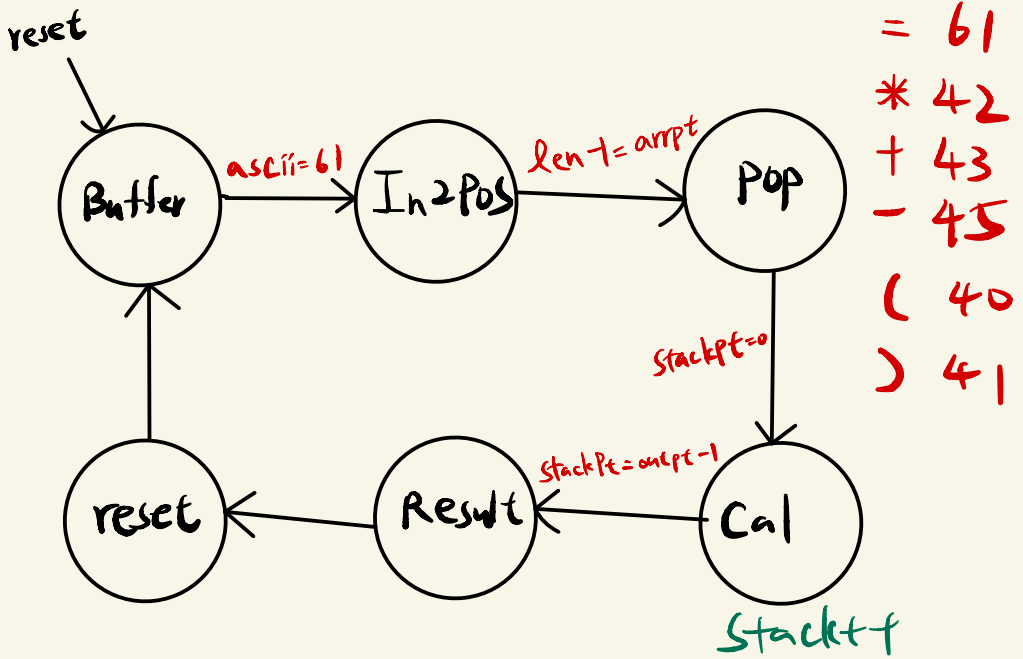 reset
= 61
* 42
+ 43
- 45
( 40
) 41
Buffer
ascii=61
In2Pos
len-1=arrpt
Pop
stackpt=0
Cal
stack++
stackPt=outpt-1
Result
reset